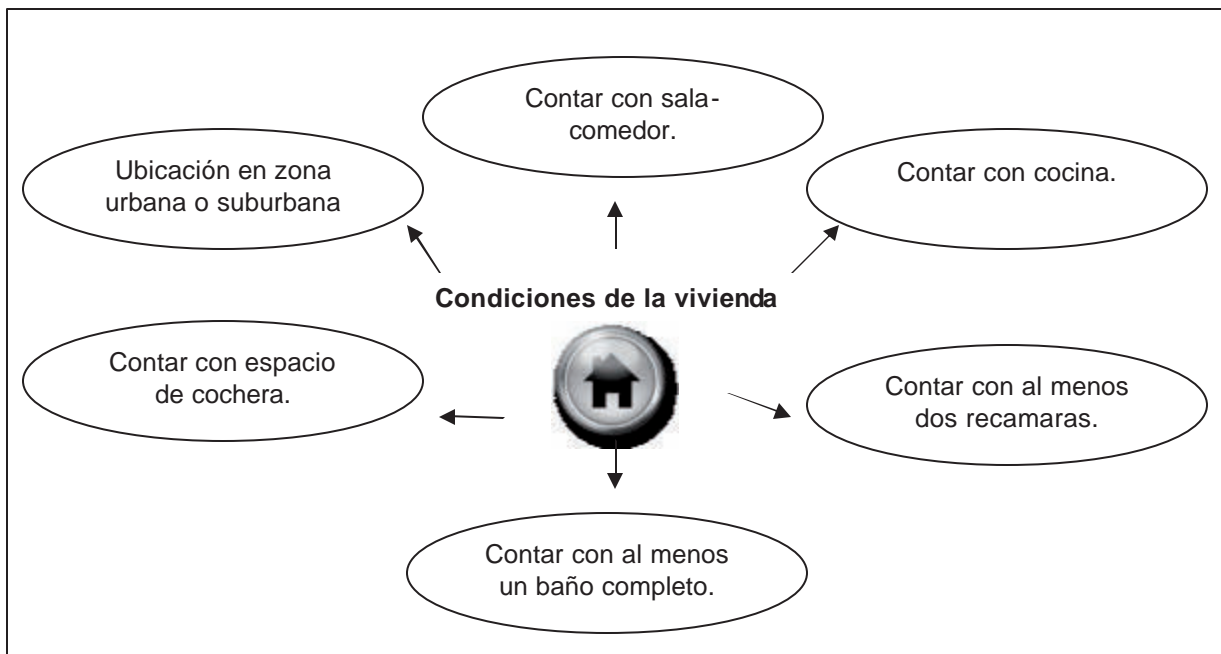 Contar con sala-
comedor.
Ubicación en zona
urbana o suburbana
Contar con cocina.
Condiciones de la vivienda
Contar con espacio
de cochera.
Contar con al menos
dos recamaras.
Contar con al menos
un baño completo.